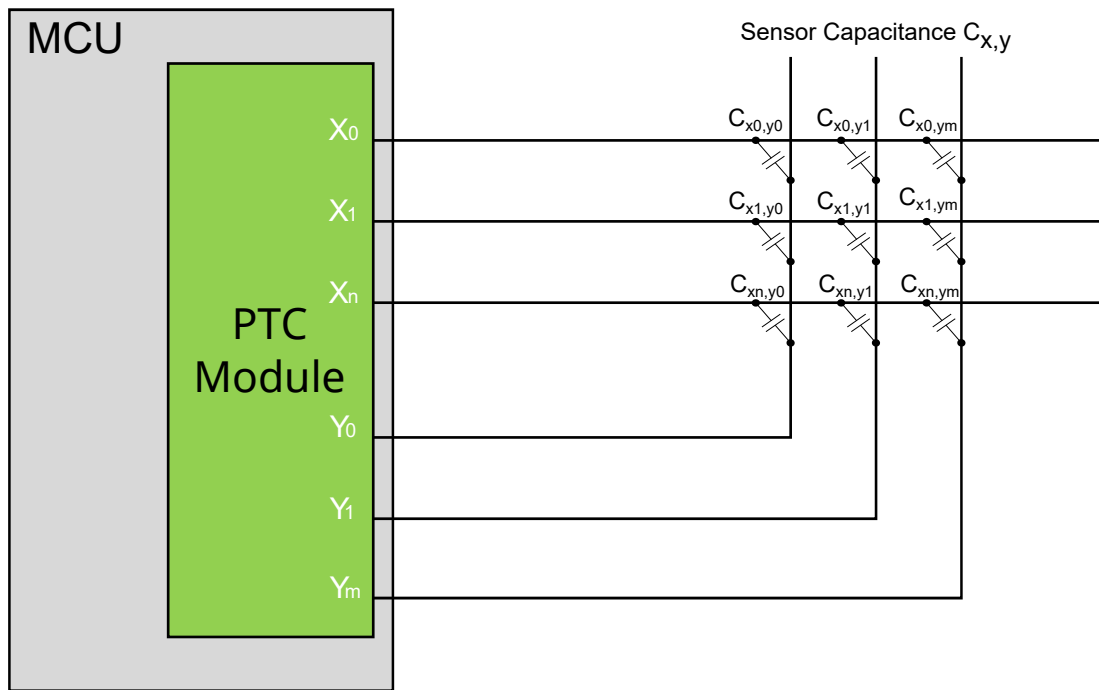 MCU
Sensor Capacitance Cx,y
X0
Cx0,y0 Cx0,y1 Cx0,ym
X1
Cx1,y0 Cx1,y1 Cx1,ym
Xn
Cxn,y0 Cxn,y1 Cxn,ym
PTC
Module
Y0
Y1
Ym